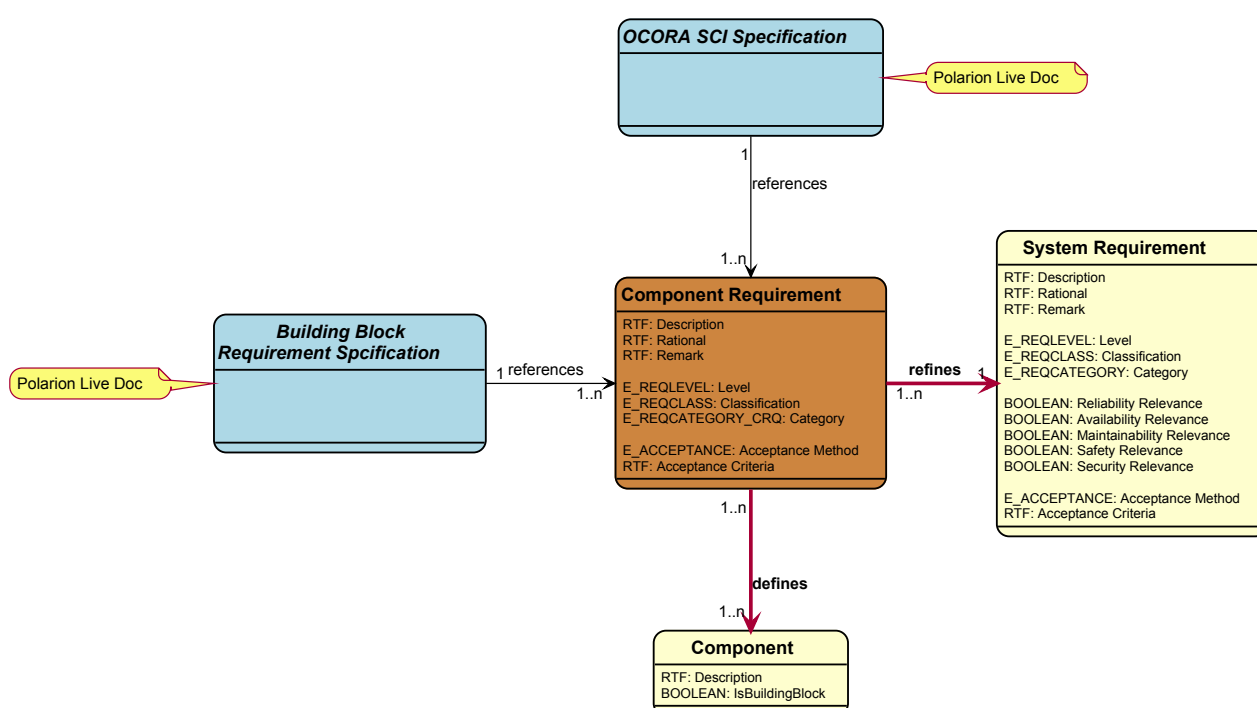 OCORA SCI Specification
Polarion Live Doc
1
references
1..n
System Requirement
RTF: Description
RTF: Rational
RTF: Remark
E_REQLEVEL: Level
E_REQCLASS: Classification
E_REQCATEGORY: Category
BOOLEAN: Reliability Relevance
BOOLEAN: Availability Relevance
BOOLEAN: Maintainability Relevance
BOOLEAN: Safety Relevance
BOOLEAN: Security Relevance
E_ACCEPTANCE: Acceptance Method
RTF: Acceptance Criteria
Component Requirement
RTF: Description
RTF: Rational
RTF: Remark
E_REQLEVEL: Level
E_REQCLASS: Classification
E_REQCATEGORY_CRQ: Category
E_ACCEPTANCE: Acceptance Method
RTF: Acceptance Criteria
Building Block
Requirement Spcification
Polarion Live Doc
1 references
1..n
refines
1
1..n
1..n
defines
1..n
Component
RTF: Description
BOOLEAN: IsBuildingBlock